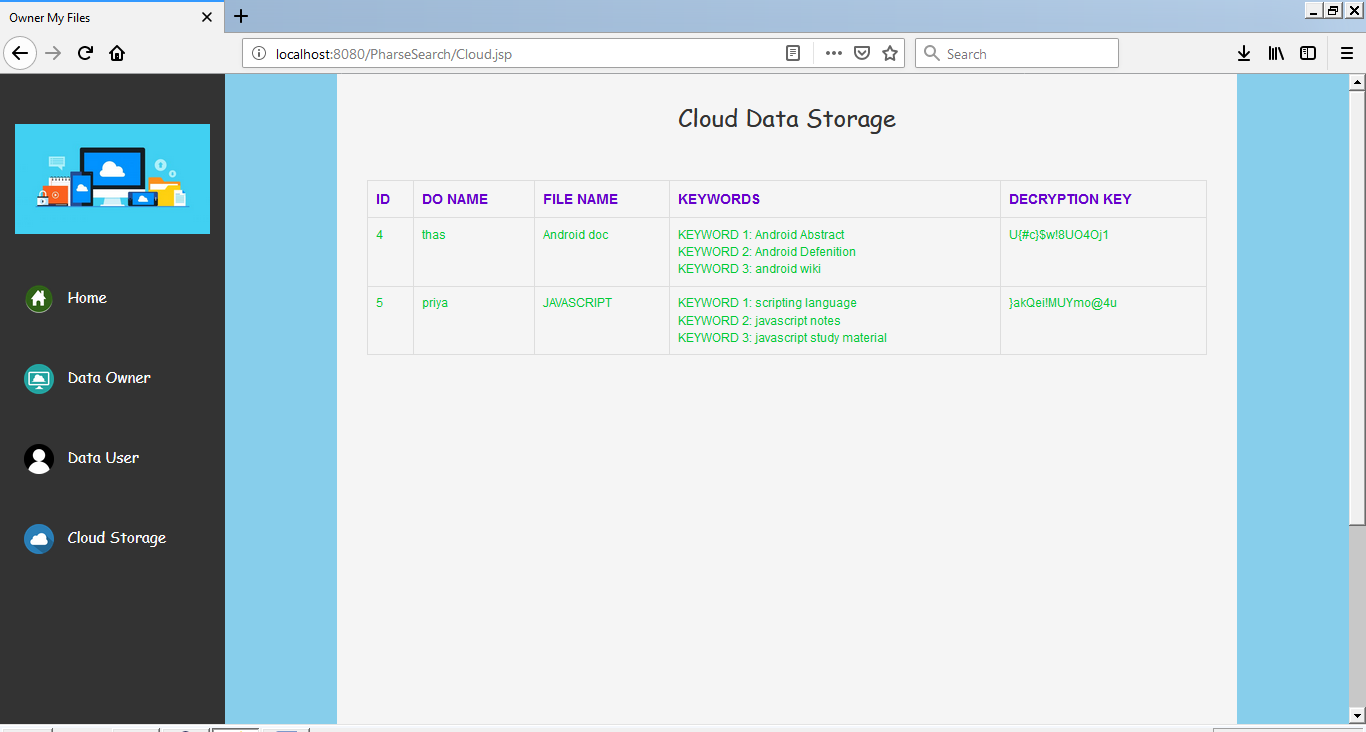 Owner My Files
localhost:8080/PharseSearch/Cloud.jsp
Search
Cloud Data Storage
ID DO NAME FILE NAME KEYWORDS DECRYPTION KEY
4 thas Android doc KEYWORD 1: Android Abstract U{#c}$w!8UO4Oj1
KEYWORD 2: Android Defenition
KEYWORD 3: android wiki
5 priya JAVASCRIPT KEYWORD 1: scripting language }akQei!MUYmo@4u
KEYWORD 2: javascript notes
KEYWORD 3: javascript study material
Home
Data Owner
Data User
Cloud Storage